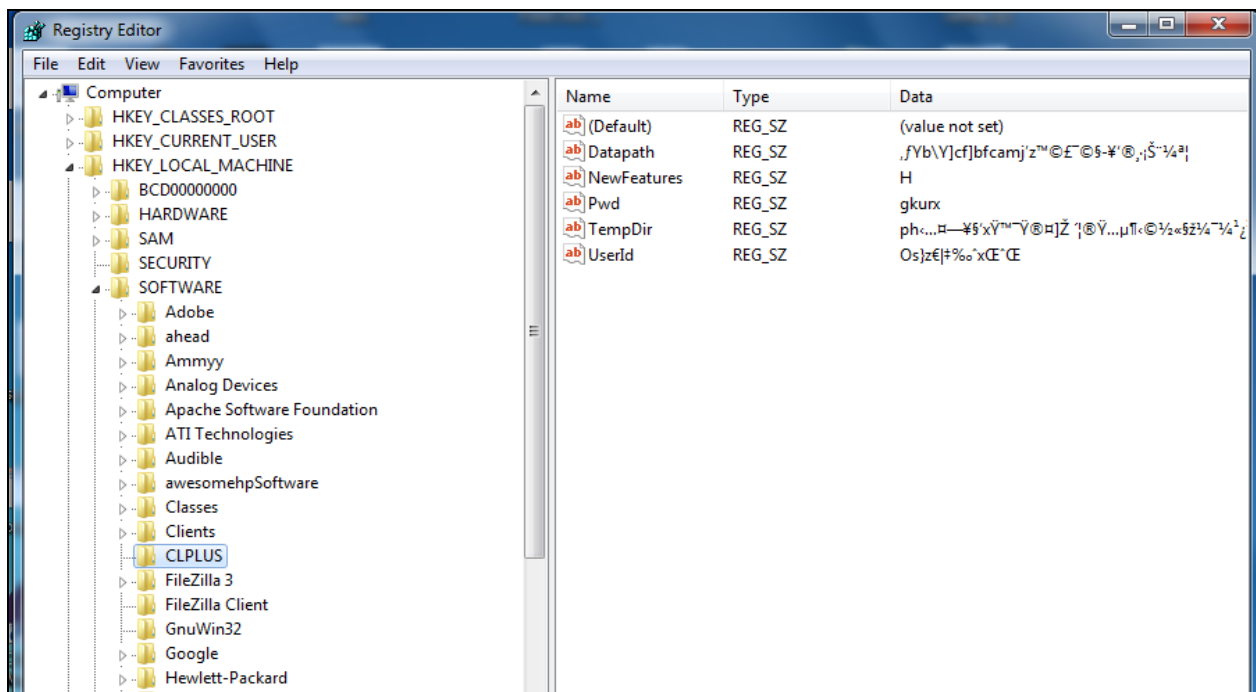 Registry Editor
File Edit View Favorites Help
Computer
HKEY_CLASSES_ROOT
HKEY_CURRENT_USER
HKEY_LOCAL_MACHINE
BCD00000000
HARDWARE
SAM
SECURITY
SOFTWARE
Adobe
ahead
Ammyy
Analog Devices
Apache Software Foundation
ATI Technologies
Audible
awesomehpSoftware
Classes
Clients
CLPLUS
FileZilla 3
FileZilla Client
GnuWin32
Google
Hewlett-Packard
Name Type Data
(Default) REG_SZ (value not set)
Datapath REG_SZ
NewFeatures REG_SZ H
Pwd REG_SZ gkurx
TempDir REG_SZ
UserId REG_SZ